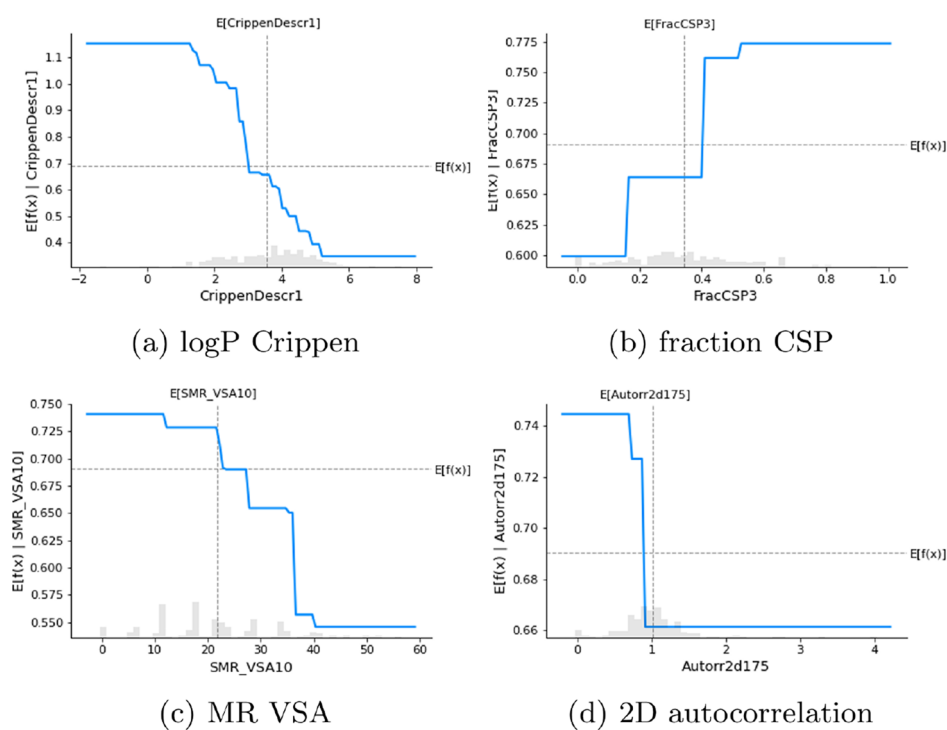 E[CrippenDescr1]
E[f(x) | CrippenDescr1]
1.1
1.0
0.9
0.8
0.7
0.6
0.5
0.4
E[f(x)]
−2 0 2 4 6 8
CrippenDescr1
(a) logP Crippen
E[FracCSP3]
E[f(x) | FracCSP3]
0.775
0.750
0.725
0.700
0.675
0.650
0.625
0.600
E[f(x)]
0.0 0.2 0.4 0.6 0.8 1.0
FracCSP3
(b) fraction CSP
E[SMR_VSA10]
E[f(x) | SMR_VSA10]
0.750
0.725
0.700
0.675
0.650
0.625
0.600
0.575
0.550
E[f(x)]
0 10 20 30 40 50 60
SMR_VSA10
(c) MR VSA
E[Autorr2d175]
E[f(x) | Autorr2d175]
0.74
0.72
0.70
0.68
0.66
E[f(x)]
0 1 2 3 4
Autorr2d175
(d) 2D autocorrelation